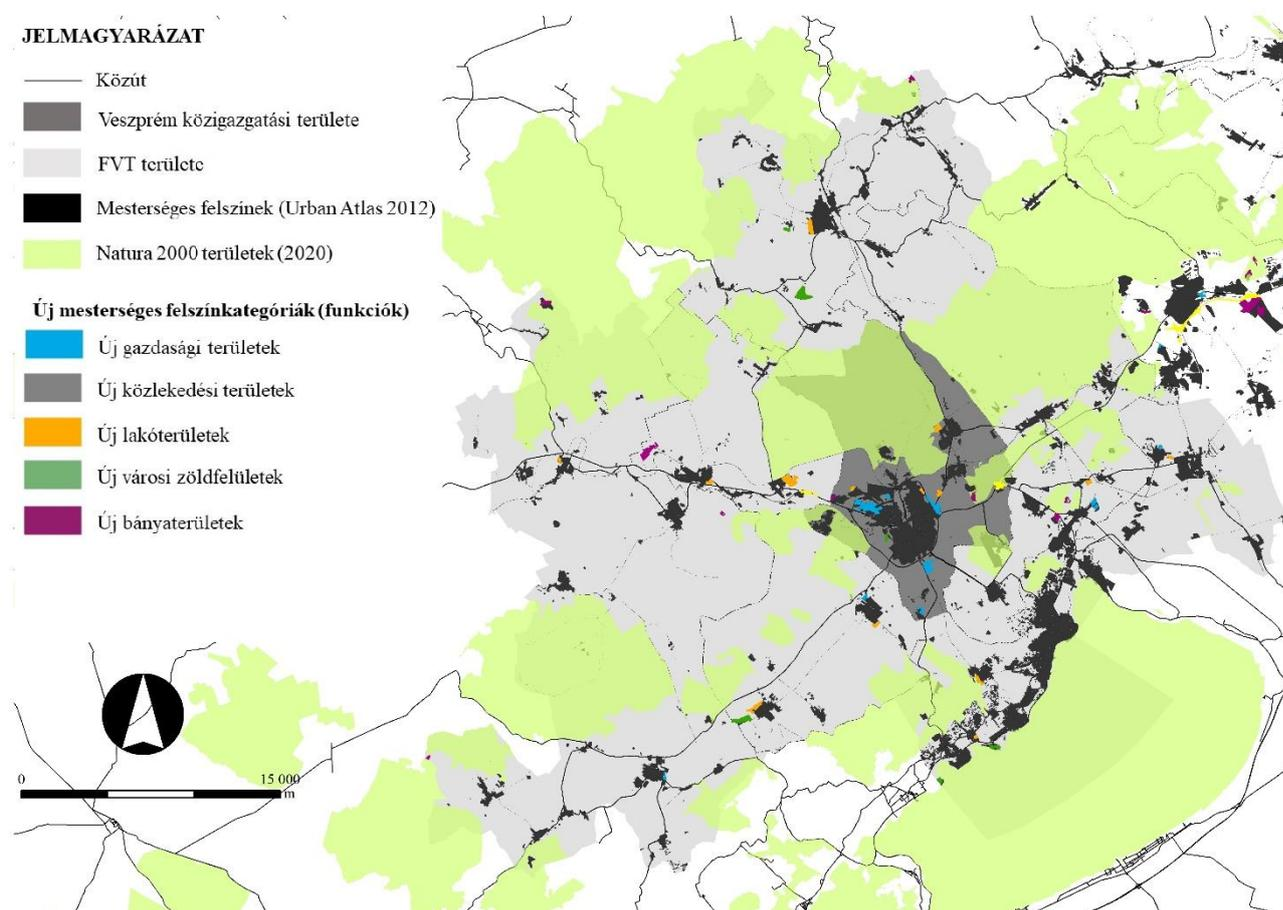 JELMAGYARÁZAT
Közút
Veszprém közigazgatási területe
FVT területe
Mesterséges felszínek (Urban Atlas 2012)
Natura 2000 területek (2020)
Új mesterséges felszínkategóriák (funkciók)
Új gazdasági területek
Új közlekedési területek
Új lakóterületek
Új városi zöldfelületek
Új bányaterületek
0
15 000
m